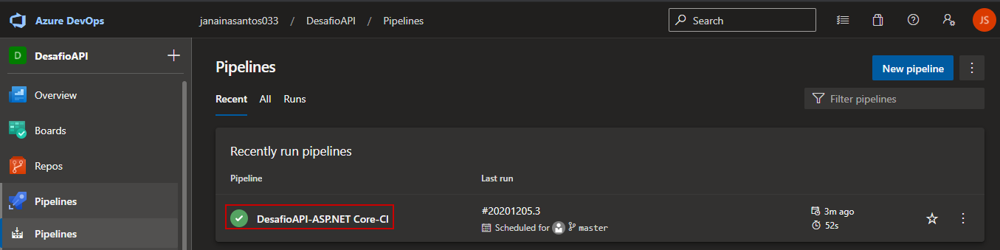 Azure DevOps
janainasantos033 / DesafioAPI / Pipelines
Search
JS
D DesafioAPI
Overview
Boards
Repos
Pipelines
Pipelines
Pipelines
New pipeline
Recent All Runs
Filter pipelines
Recently run pipelines
Pipeline Last run
DesafioAPI-ASP.NET Core-CI
#20201205.3
Scheduled for master
3m ago
52s